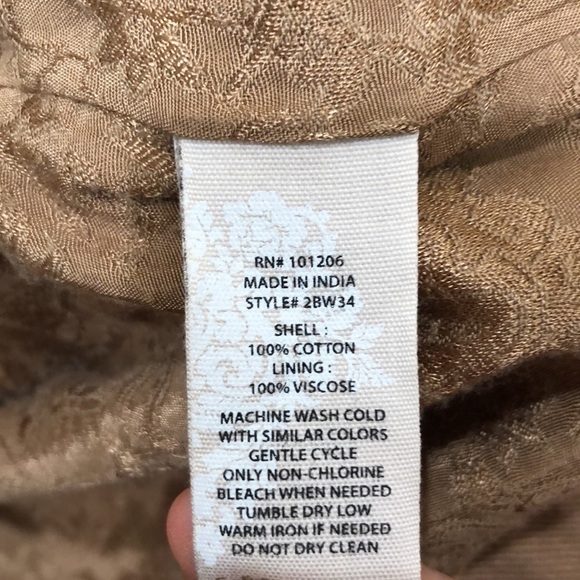 RN# 101206
MADE IN INDIA
STYLE# 2BW34
SHELL :
100% COTTON
LINING :
100% VISCOSE
MACHINE WASH COLD
WITH SIMILAR COLORS
GENTLE CYCLE
ONLY NON-CHLORINE
BLEACH WHEN NEEDED
TUMBLE DRY LOW
WARM IRON IF NEEDED
DO NOT DRY CLEAN